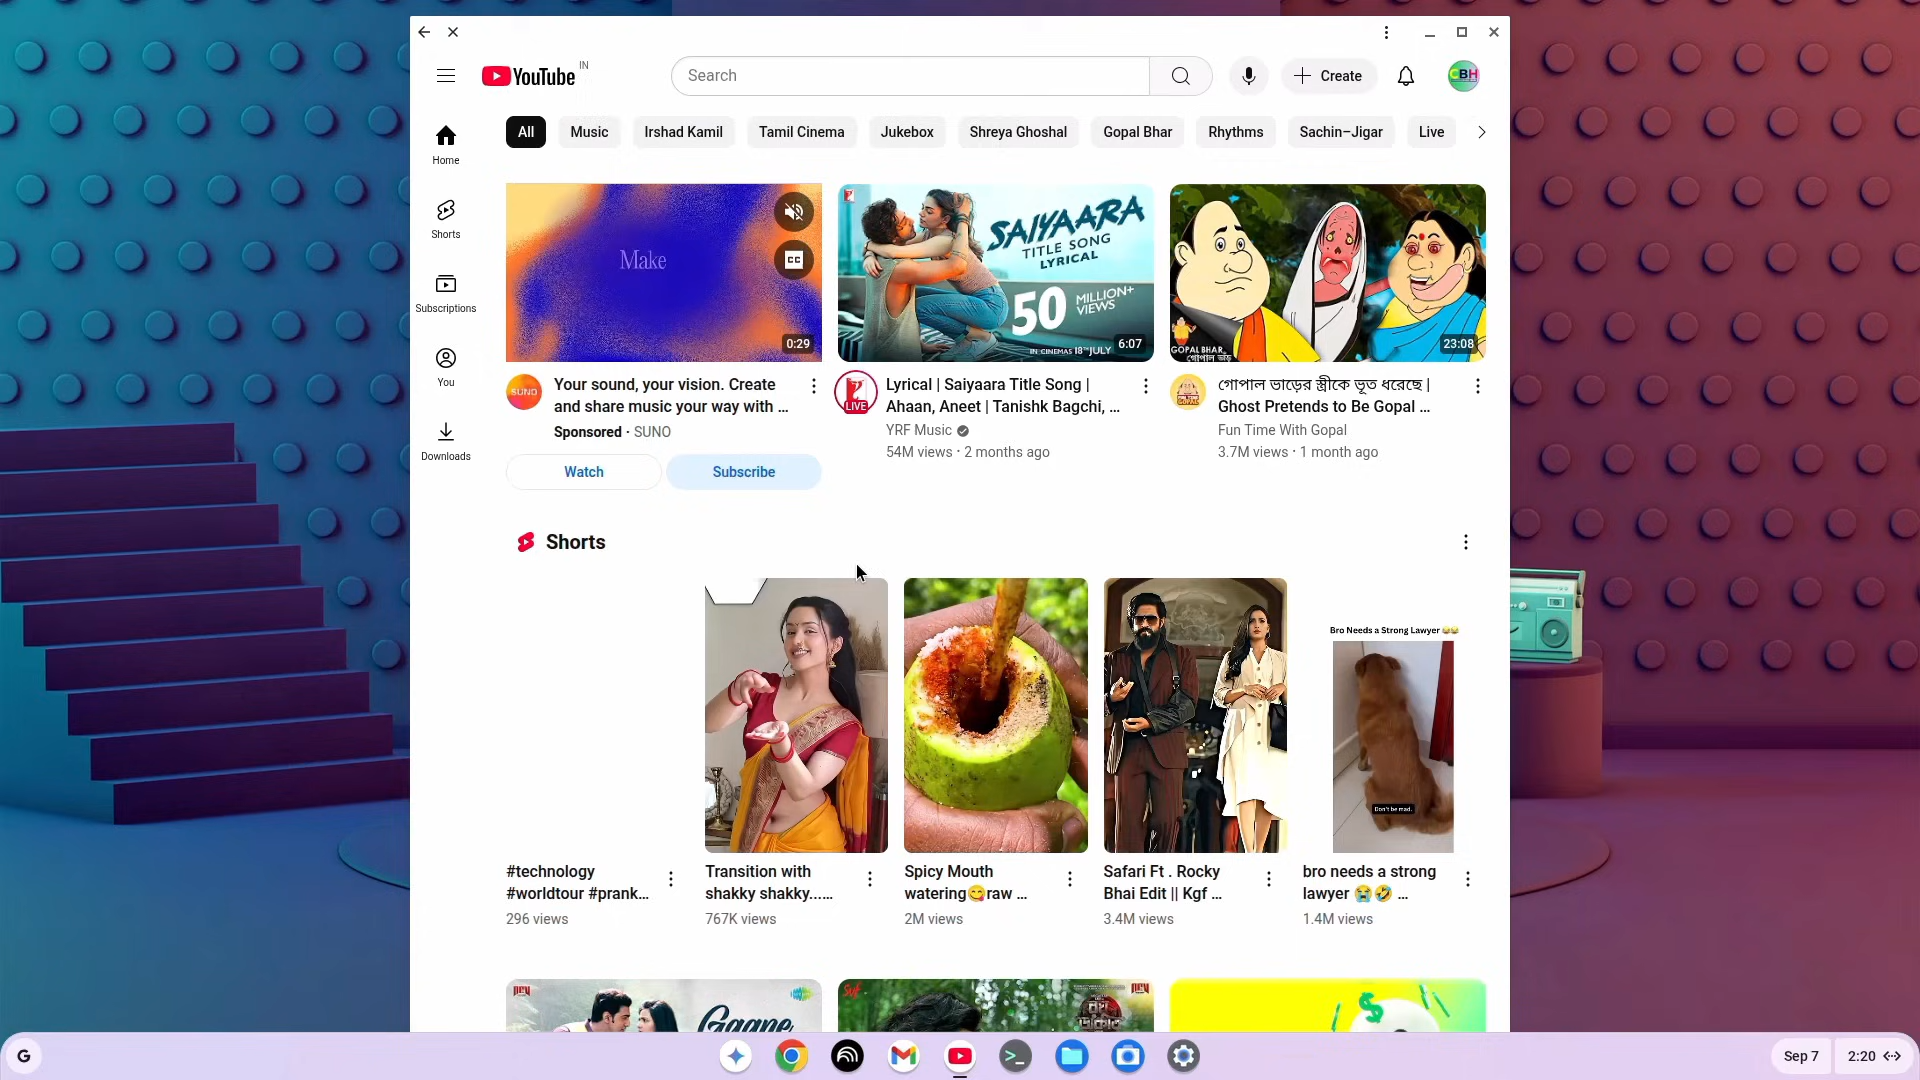 YouTube IN
Search
Create
CBH
Home
Shorts
Subscriptions
You
Downloads
All
Music
Irshad Kamil
Tamil Cinema
Jukebox
Shreya Ghoshal
Gopal Bhar
Rhythms
Sachin–Jigar
Live
Make
CC
0:29
SUNO
Your sound, your vision. Create
and share music your way with ...
Sponsored · SUNO
Watch
Subscribe
SAIYAARA
TITLE SONG
LYRICAL
50 MILLION+
VIEWS
IN CINEMAS 18TH JULY
6:07
LIVE
Lyrical | Saiyaara Title Song |
Ahaan, Aneet | Tanishk Bagchi, ...
YRF Music
54M views · 2 months ago
GOPAL BHAR
গোপাল ভাঁড়
23:08
গোপাল ভাড়ের স্ত্রীকে ভূত ধরেছে |
Ghost Pretends to Be Gopal ...
Fun Time With Gopal
3.7M views · 1 month ago
Shorts
#technology
#worldtour #prank...
296 views
Transition with
shakky shakky......
767K views
Spicy Mouth
watering😋raw ...
2M views
Safari Ft . Rocky
Bhai Edit || Kgf ...
3.4M views
Bro Needs a Strong Lawyer 😂😂
Don't be mad.
bro needs a strong
lawyer 😭🤣 ...
1.4M views
Gaane
SVF
$
G
Sep 7
2:20